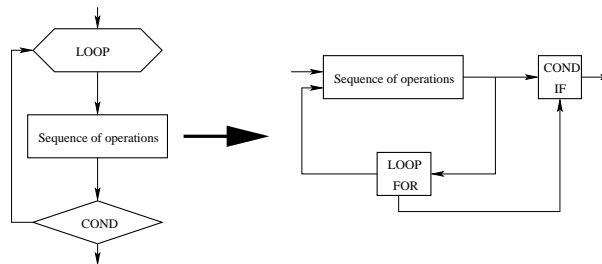 LOOP
Sequence of operations
COND
Sequence of operations
COND
IF
LOOP
FOR